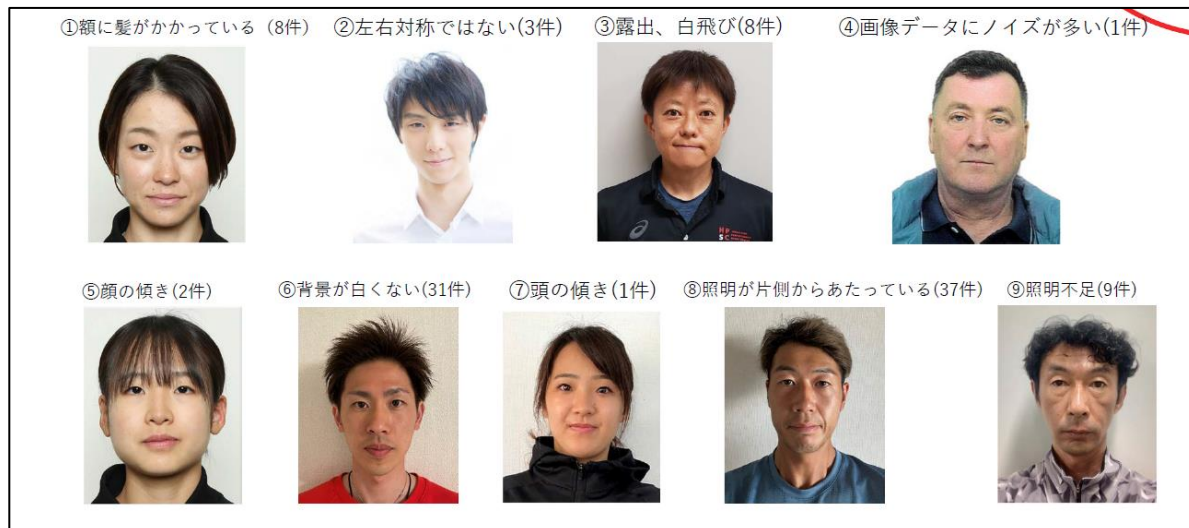 ①額に髪がかかっている (8件)
②左右対称ではない(3件)
③露出、白飛び(8件)
④画像データにノイズが多い(1件)
HP
SC
⑤顔の傾き(2件)
⑥背景が白くない(31件)
⑦頭の傾き(1件)
⑧照明が片側からあたっている(37件)
⑨照明不足(9件)